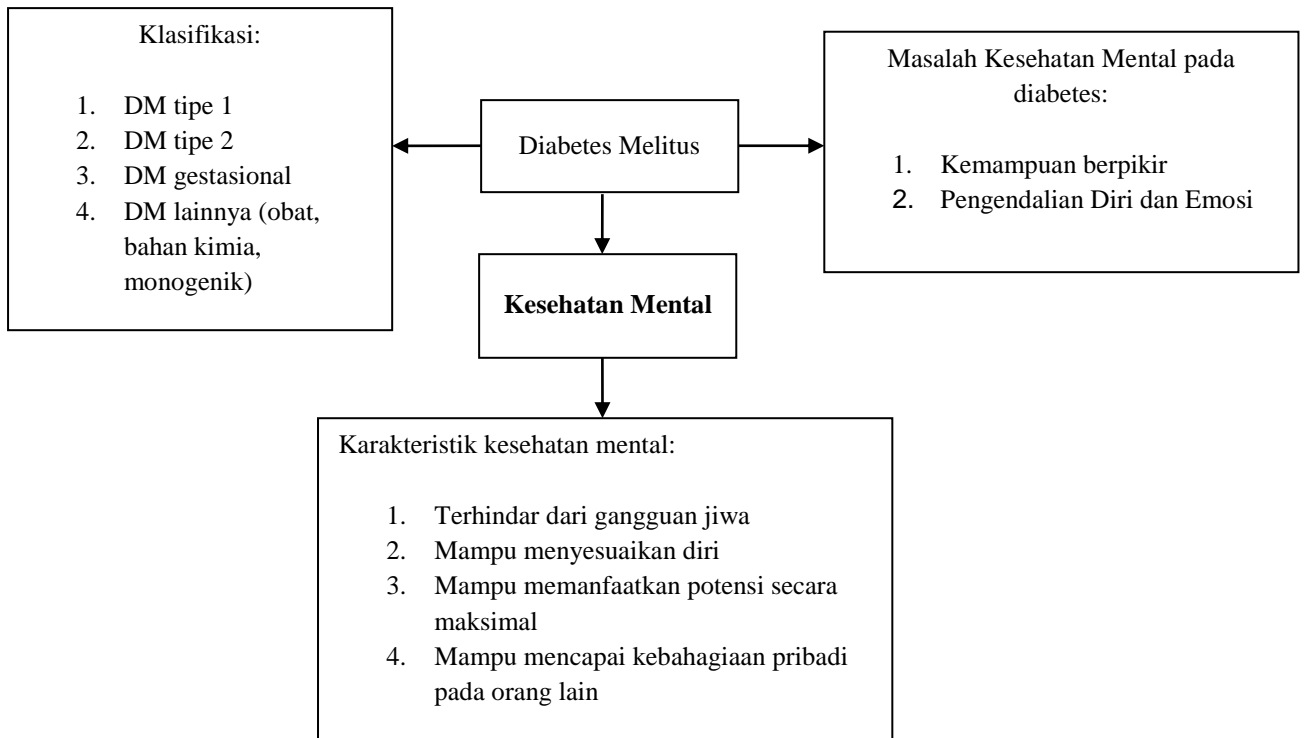 Klasifikasi:
1. DM tipe 1
2. DM tipe 2
3. DM gestasional
4. DM lainnya (obat,
bahan kimia,
monogenik)
Diabetes Melitus
Masalah Kesehatan Mental pada
diabetes:
1. Kemampuan berpikir
2. Pengendalian Diri dan Emosi
Kesehatan Mental
Karakteristik kesehatan mental:
1. Terhindar dari gangguan jiwa
2. Mampu menyesuaikan diri
3. Mampu memanfaatkan potensi secara
maksimal
4. Mampu mencapai kebahagiaan pribadi
pada orang lain